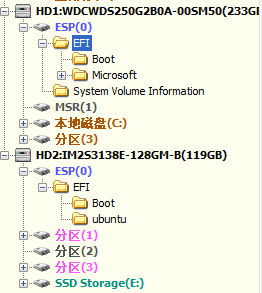 HD1:WDCWDS250G2B0A-00SM50(233GB
ESP(0)
EFI
Boot
Microsoft
System Volume Information
MSR(1)
本地磁盘(C:)
分区(3)
HD2:IM2S3138E-128GM-B(119GB)
ESP(0)
EFI
Boot
ubuntu
分区(1)
分区(2)
分区(3)
SSD Storage(E:)